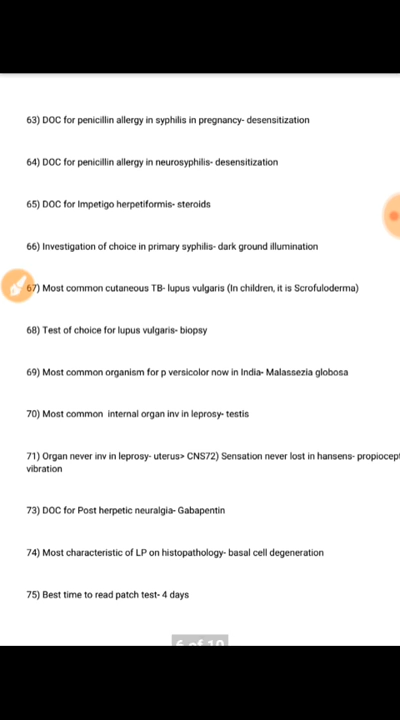 63) DOC for penicillin allergy in syphilis in pregnancy- desensitization
64) DOC for penicillin allergy in neurosyphilis- desensitization
65) DOC for Impetigo herpetiformis- steroids
66) Investigation of choice in primary syphilis- dark ground illumination
67) Most common cutaneous TB- lupus vulgaris (In children, it is Scrofuloderma)
68) Test of choice for lupus vulgaris- biopsy
69) Most common organism for p versicolor now in India- Malassezia globosa
70) Most common internal organ inv in leprosy- testis
71) Organ never inv in leprosy- uterus> CNS72) Sensation never lost in hansens- propiocept
vibration
73) DOC for Post herpetic neuralgia- Gabapentin
74) Most characteristic of LP on histopathology- basal cell degeneration
75) Best time to read patch test- 4 days
6 of 10